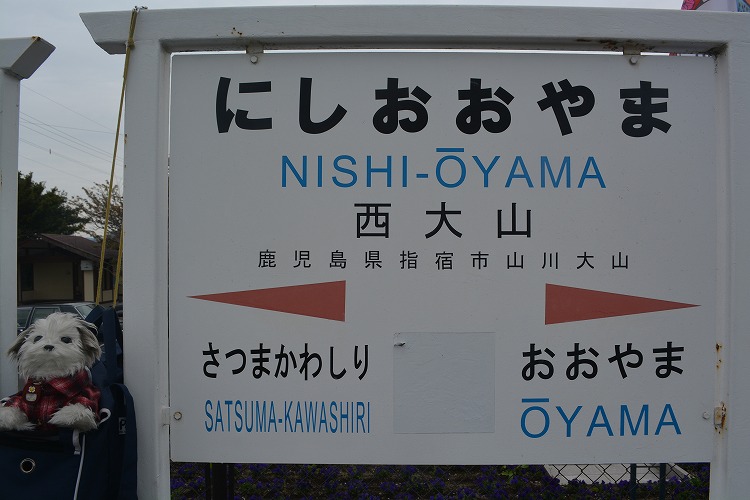 にしおおやま
NISHI-ŌYAMA
西大山
鹿児島県指宿市山川大山
さつまかわしり おおやま
SATSUMA-KAWASHIRI ŌYAMA